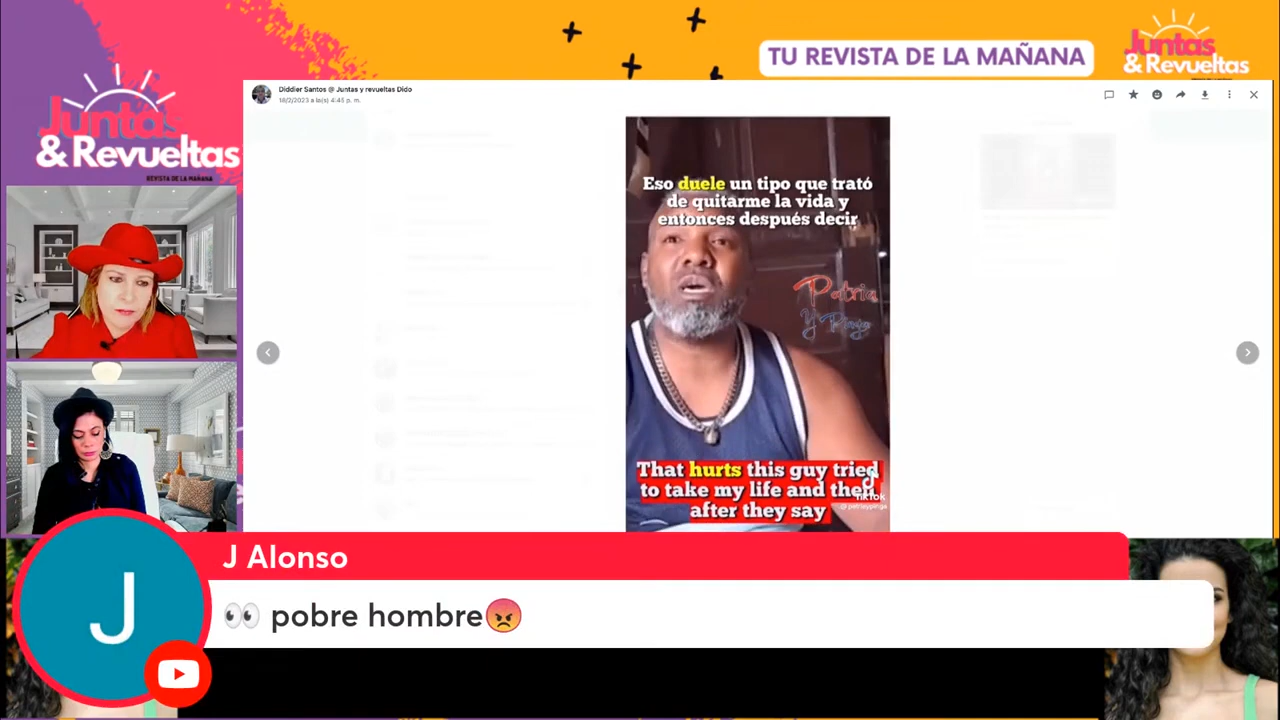 TU REVISTA DE LA MAÑANA
Juntas
& Revueltas
Juntas
& Revueltas
REVISTA DE LA MAÑANA
Diddier Santos @ Juntas y revueltas Dido
18/2/2023 a la(s) 4:45 p. m.
Eso duele un tipo que trató
de quitarme la vida y
entonces después decir
Patria
Y
That hurts this guy tried
to take my life and then
after they say
TikTok
J Alonso
J
👀 pobre hombre😡